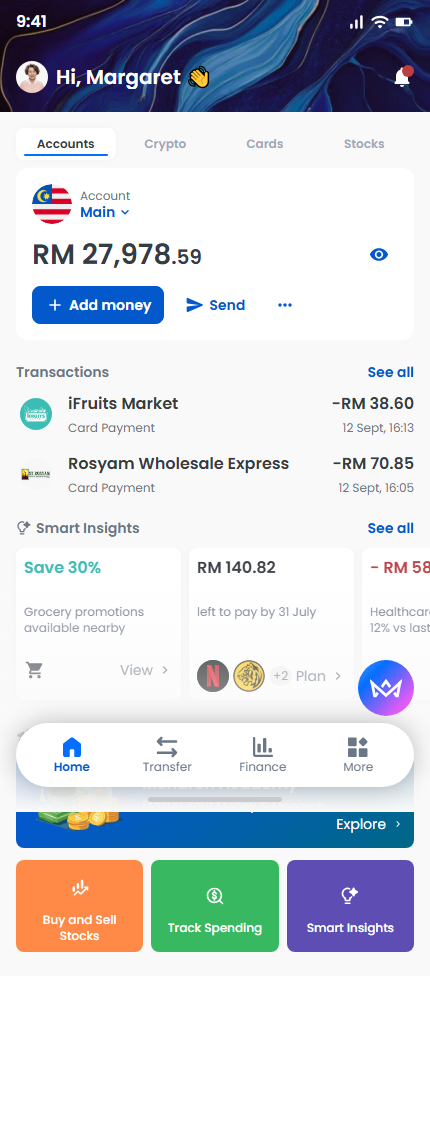 9:41
Hi, Margaret 👋
Accounts
Crypto
Cards
Stocks
Account
Main
RM 27,978.59
Add money
Send
Transactions
See all
iFruits Market
-RM 38.60
Card Payment
12 Sept, 16:13
Rosyam Wholesale Express
-RM 70.85
Card Payment
12 Sept, 16:05
Smart Insights
See all
Save 30%
Grocery promotions
available nearby
View
RM 140.82
left to pay by 31 July
+2
Plan
- RM 58
Healthcare
12% vs last
Home
Transfer
Finance
More
Explore
Buy and Sell
Stocks
Track Spending
Smart Insights